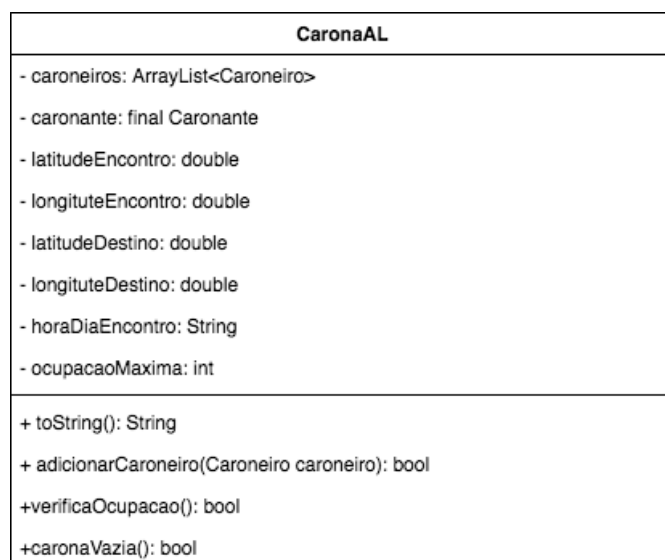 CaronaAL
- caroneiros: ArrayList<Caroneiro>
- caronante: final Caronante
- latitudeEncontro: double
- longituteEncontro: double
- latitudeDestino: double
- longituteDestino: double
- horaDiaEncontro: String
- ocupacaoMaxima: int
+ toString(): String
+ adicionarCaroneiro(Caroneiro caroneiro): bool
+verificaOcupacao(): bool
+caronaVazia(): bool